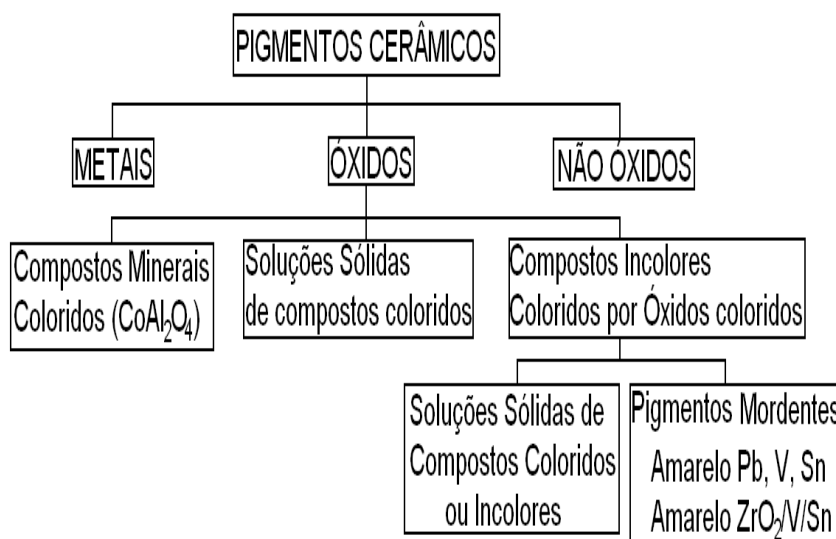 PIGMENTOS CERÂMICOS
METAIS
ÓXIDOS
NÃO ÓXIDOS
Compostos Minerais
Coloridos (CoAl₂O₄)
Soluções Sólidas
de compostos coloridos
Compostos Incolores
Coloridos por Óxidos coloridos
Soluções Sólidas de
Compostos Coloridos
ou Incolores
Pigmentos Mordentes
Amarelo Pb, V, Sn
Amarelo ZrO₂/V/Sn